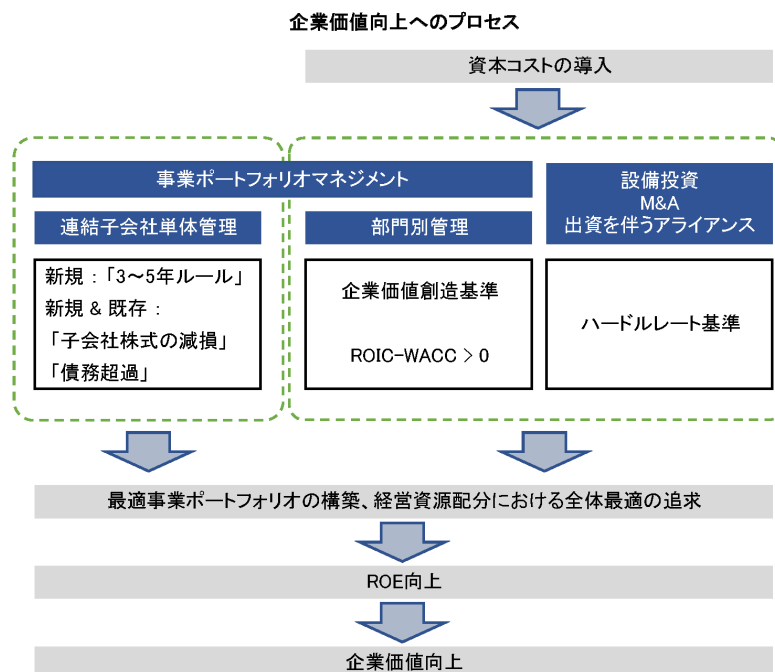 企業価値向上へのプロセス
資本コストの導入
事業ポートフォリオマネジメント
連結子会社単体管理
新規：「3～5年ルール」
新規 & 既存：
「子会社株式の減損」
「債務超過」
部門別管理
企業価値創造基準
ROIC-WACC > 0
設備投資
M&A
出資を伴うアライアンス
ハードルレート基準
最適事業ポートフォリオの構築、経営資源配分における全体最適の追求
ROE向上
企業価値向上